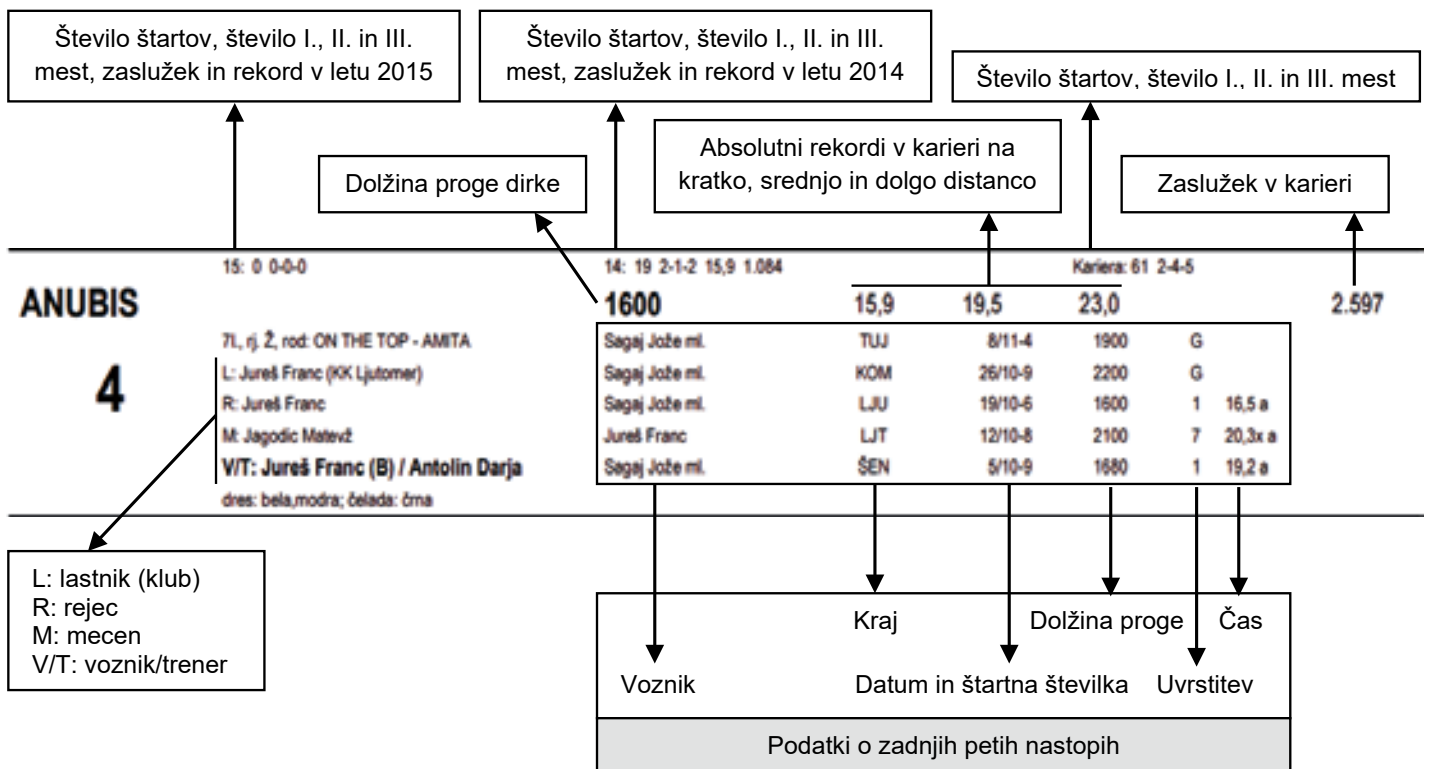 Število štartov, število I., II. in III.
mest, zaslužek in rekord v letu 2015
Število štartov, število I., II. in III.
mest, zaslužek in rekord v letu 2014
Število štartov, število I., II. in III. mest
Dolžina proge dirke
Absolutni rekordi v karieri na
kratko, srednjo in dolgo distanco
Zaslužek v karieri
15: 0 0-0-0 14: 19 2-1-2 15,9 1.084 Kariera: 61 2-4-5
ANUBIS 1600 15,9 19,5 23,0 2.597
7l., rj. Ž, rod: ON THE TOP - AMITA Sagaj Jože ml. TUJ 8/11-4 1900 G
4
L: Jureš Franc (KK Ljutomer) Sagaj Jože ml. KOM 26/10-9 2200 G
R: Jureš Franc Sagaj Jože ml. LJU 19/10-6 1600 1 16,5 a
M: Jagodic Matevž Jureš Franc LJT 12/10-8 2100 7 20,3x a
V/T: Jureš Franc (B) / Antolin Darja Sagaj Jože ml. ŠEN 5/10-9 1680 1 19,2 a
dres: bela,modra; čelada: črna
L: lastnik (klub)
R: rejec
M: mecen
V/T: voznik/trener
Kraj Dolžina proge Čas
Voznik Datum in štartna številka Uvrstitev
Podatki o zadnjih petih nastopih